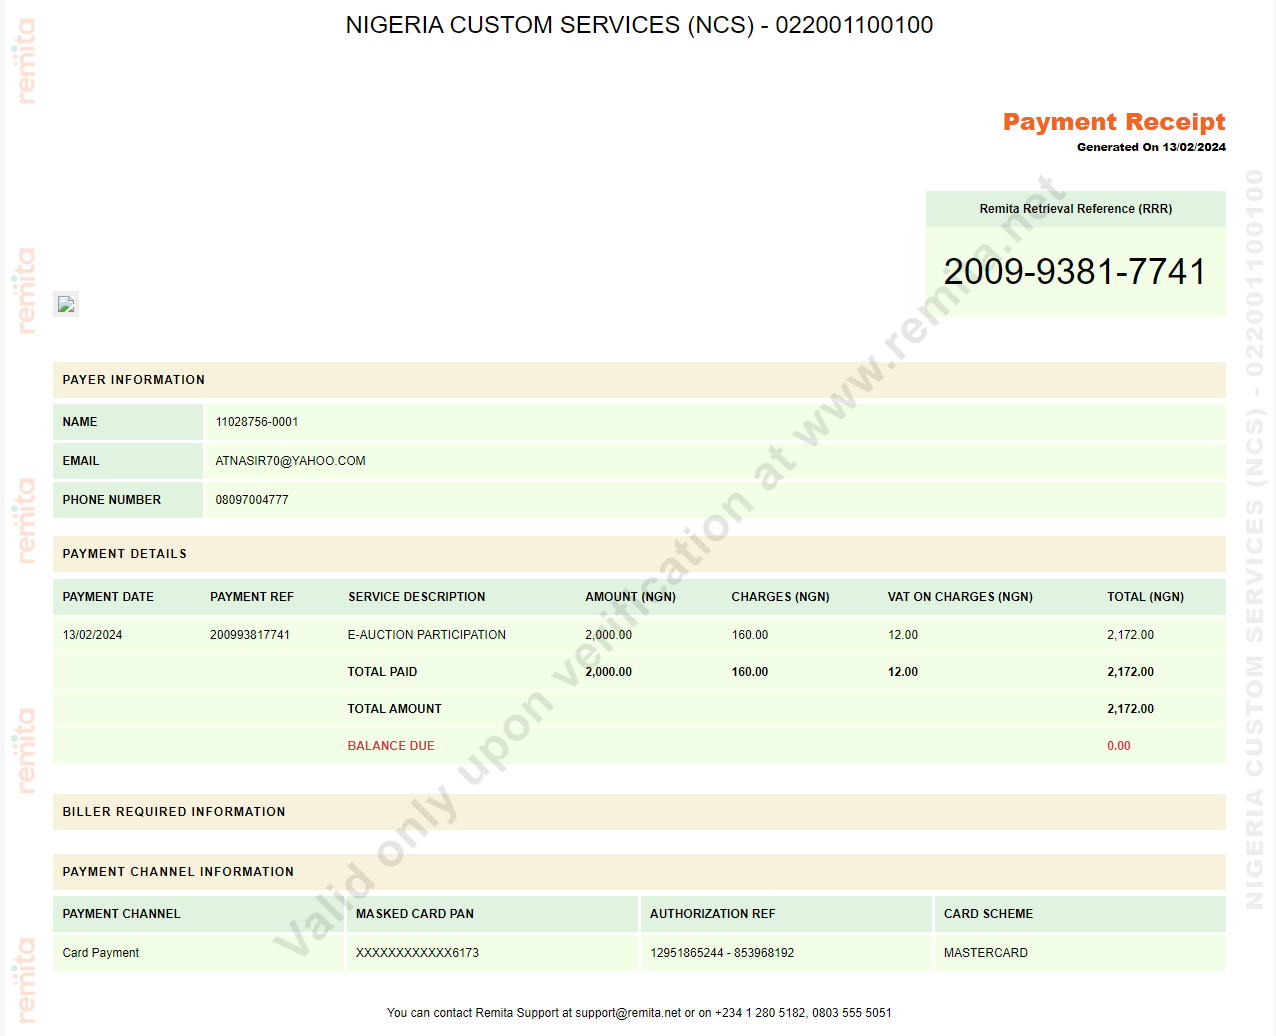 NIGERIA CUSTOM SERVICES (NCS) - 022001100100
Payment Receipt
Generated On 13/02/2024
Remita Retrieval Reference (RRR)
2009-9381-7741
PAYER INFORMATION
NAME 11028756-0001
EMAIL ATNASIR70@YAHOO.COM
PHONE NUMBER 08097004777
PAYMENT DETAILS
PAYMENT DATE PAYMENT REF SERVICE DESCRIPTION AMOUNT (NGN) CHARGES (NGN) VAT ON CHARGES (NGN) TOTAL (NGN)
13/02/2024 200993817741 E-AUCTION PARTICIPATION 2,000.00 160.00 12.00 2,172.00
TOTAL PAID 2,000.00 160.00 12.00 2,172.00
TOTAL AMOUNT 2,172.00
BALANCE DUE 0.00
BILLER REQUIRED INFORMATION
PAYMENT CHANNEL INFORMATION
PAYMENT CHANNEL MASKED CARD PAN AUTHORIZATION REF CARD SCHEME
Card Payment XXXXXXXXXXXX6173 12951865244 - 853968192 MASTERCARD
You can contact Remita Support at support@remita.net or on +234 1 280 5182, 0803 555 5051
Valid only upon verification at www.remita.net
NIGERIA CUSTOM SERVICES (NCS) - 022001100100
remita
remita
remita
remita
remita